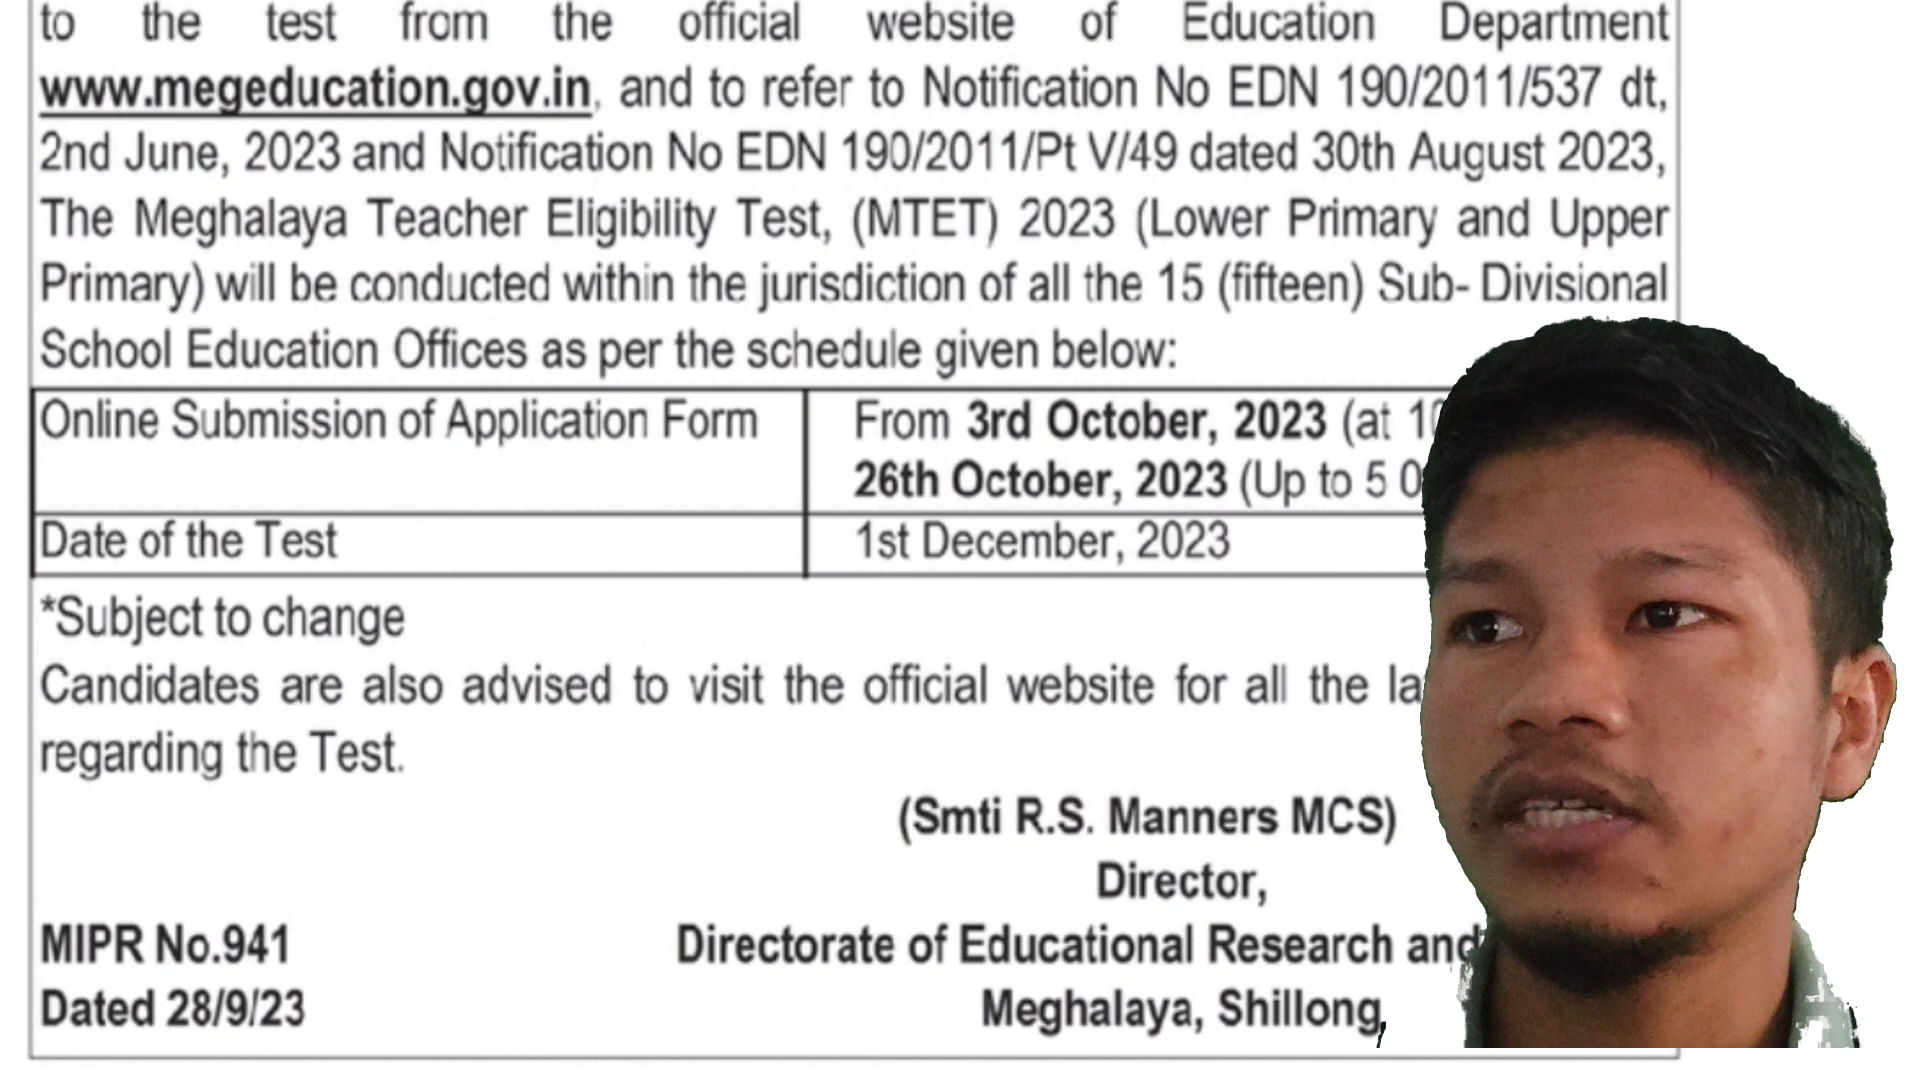 to the test from the official website of Education Department
www.megeducation.gov.in, and to refer to Notification No EDN 190/2011/537 dt,
2nd June, 2023 and Notification No EDN 190/2011/Pt V/49 dated 30th August 2023,
The Meghalaya Teacher Eligibility Test, (MTET) 2023 (Lower Primary and Upper
Primary) will be conducted within the jurisdiction of all the 15 (fifteen) Sub- Divisional
School Education Offices as per the schedule given below:
Online Submission of Application Form From 3rd October, 2023 (at
26th October, 2023 (Up to 5
Date of the Test 1st December, 2023
*Subject to change
Candidates are also advised to visit the official website for all the
regarding the Test.
(Smti R.S. Manners MCS)
Director,
MIPR No.941 Directorate of Educational Research and
Dated 28/9/23 Meghalaya, Shillong